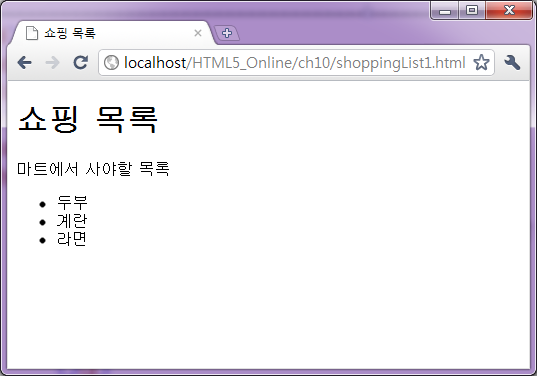 쇼핑 목록
localhost/HTML5_Online/ch10/shoppingList1.html
쇼핑 목록
마트에서 사야할 목록
두부
계란
라면